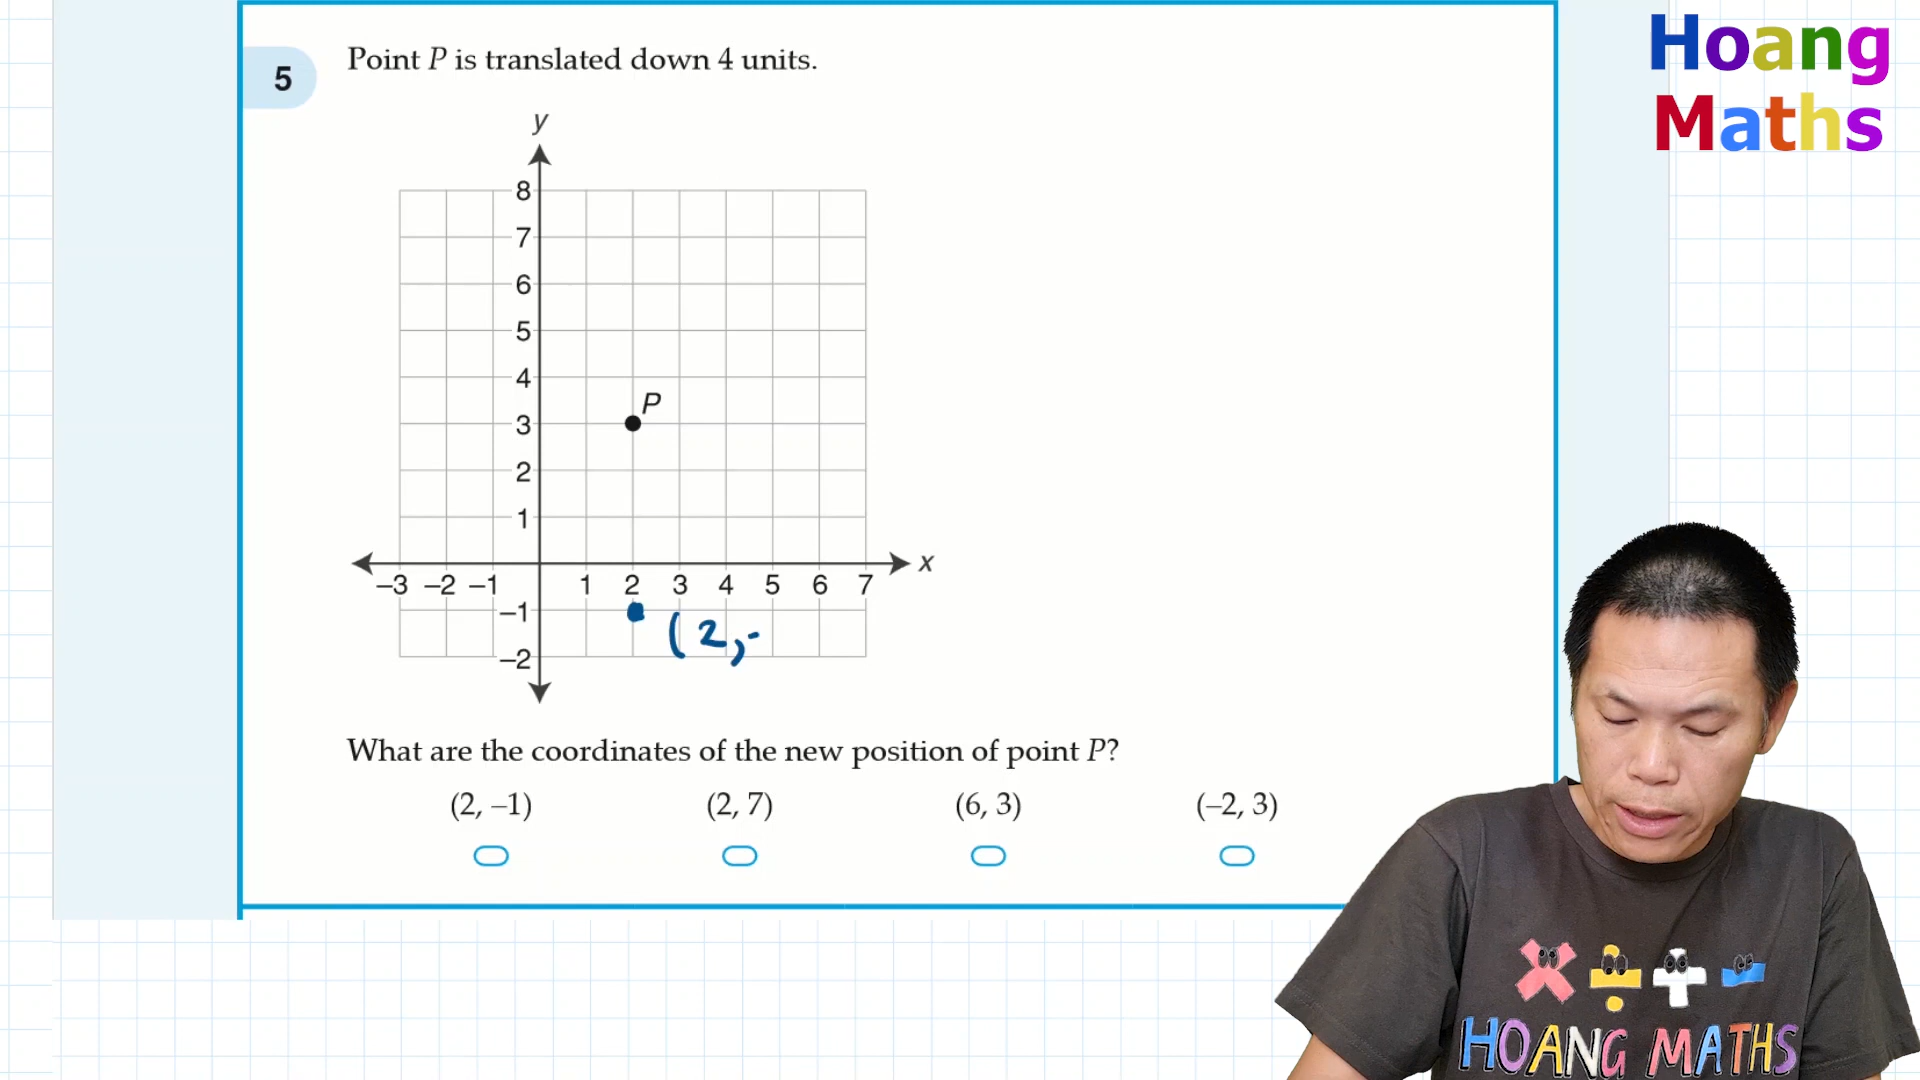 Hoang
Maths
5
Point P is translated down 4 units.
y
8
7
6
5
4
P
3
2
1
x
–3 –2 –1 1 2 3 4 5 6 7
–1
(2,-
–2
What are the coordinates of the new position of point P?
(2, –1) (2, 7) (6, 3) (–2, 3)
HOANG MATHS